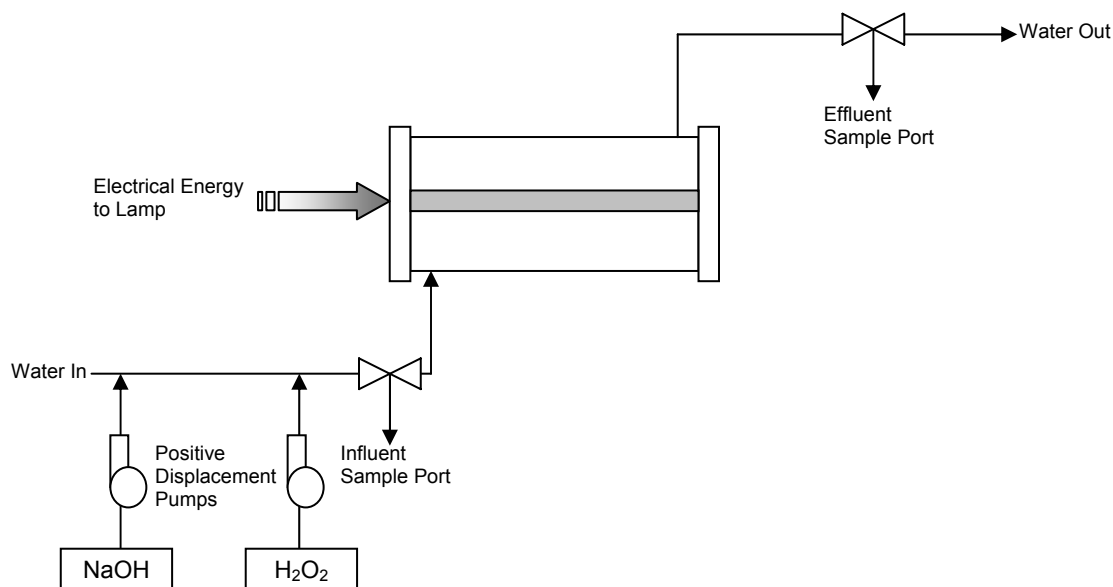 Water Out
Effluent
Sample Port
Electrical Energy
to Lamp
Water In
Positive
Displacement
Pumps
Influent
Sample Port
NaOH
H₂O₂